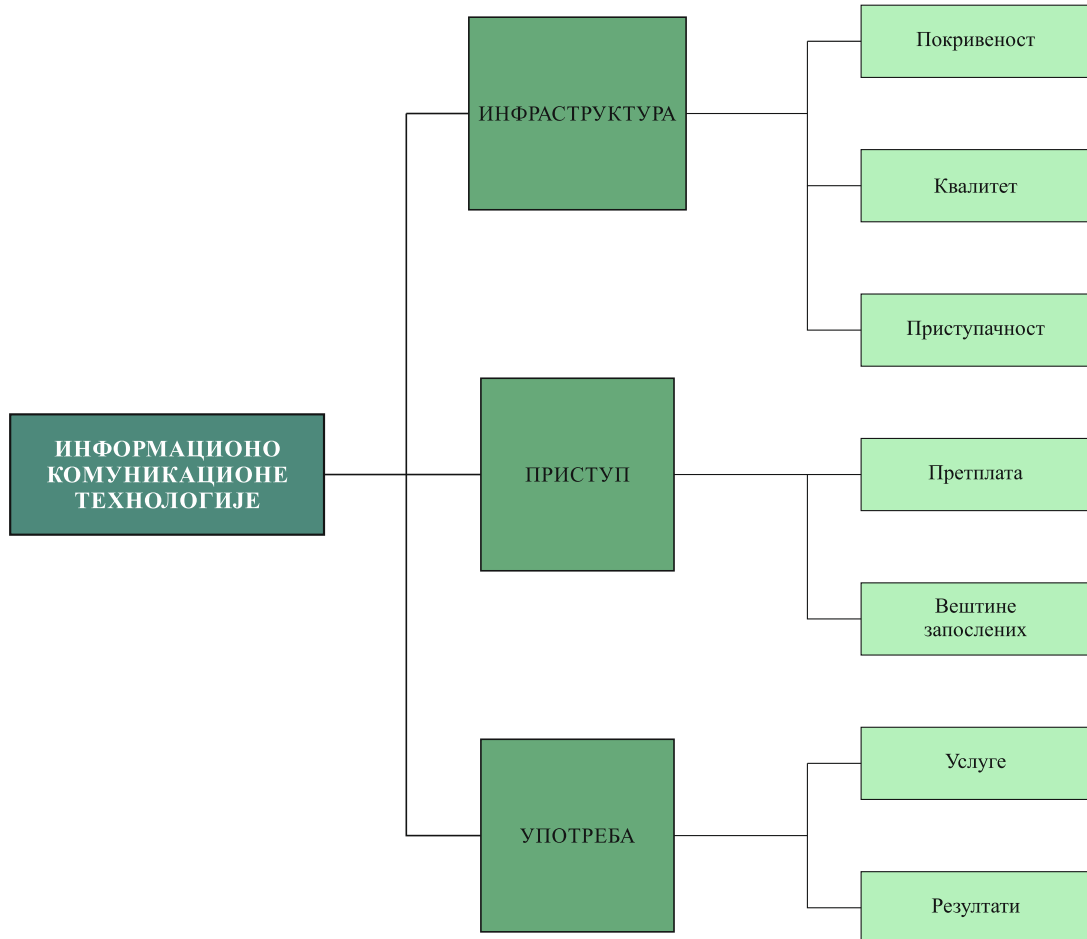 ИНФОРМАЦИОНО
КОМУНИКАЦИОНЕ
ТЕХНОЛОГИЈЕ
ИНФРАСТРУКТУРА
Покривеност
Квалитет
Приступачност
ПРИСТУП
Претплата
Вештине
запослених
УПОТРЕБА
Услуге
Резултати